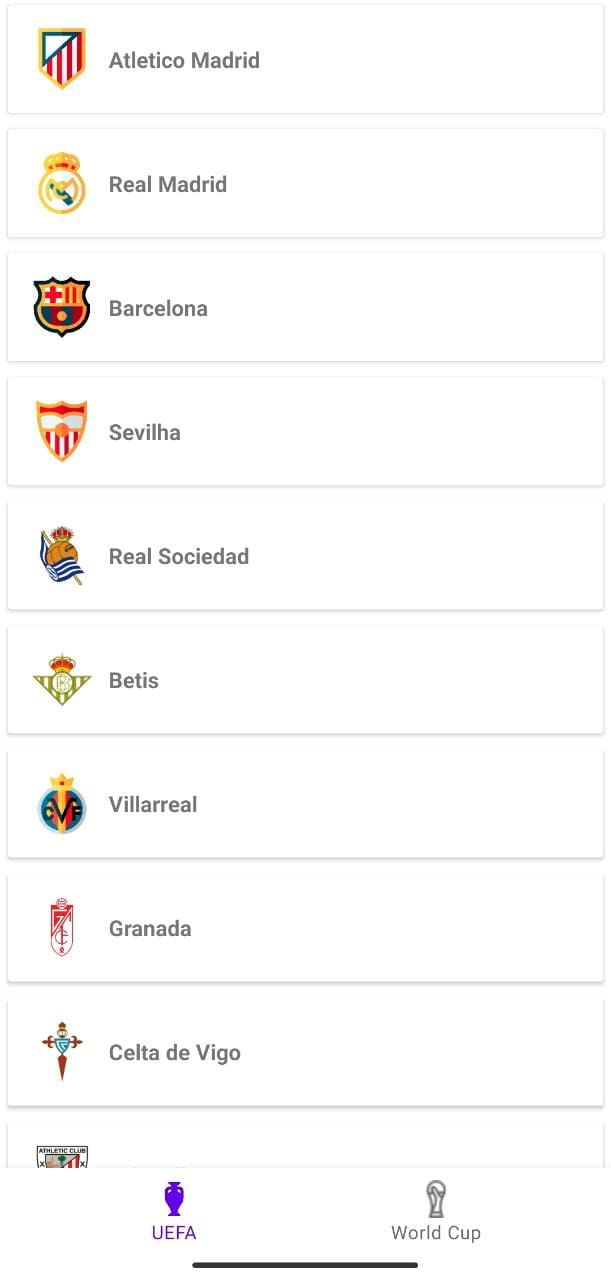 Atletico Madrid
Real Madrid
Barcelona
Sevilha
Real Sociedad
Betis
Villarreal
Granada
Celta de Vigo
ATHLETIC CLUB
UEFA
World Cup